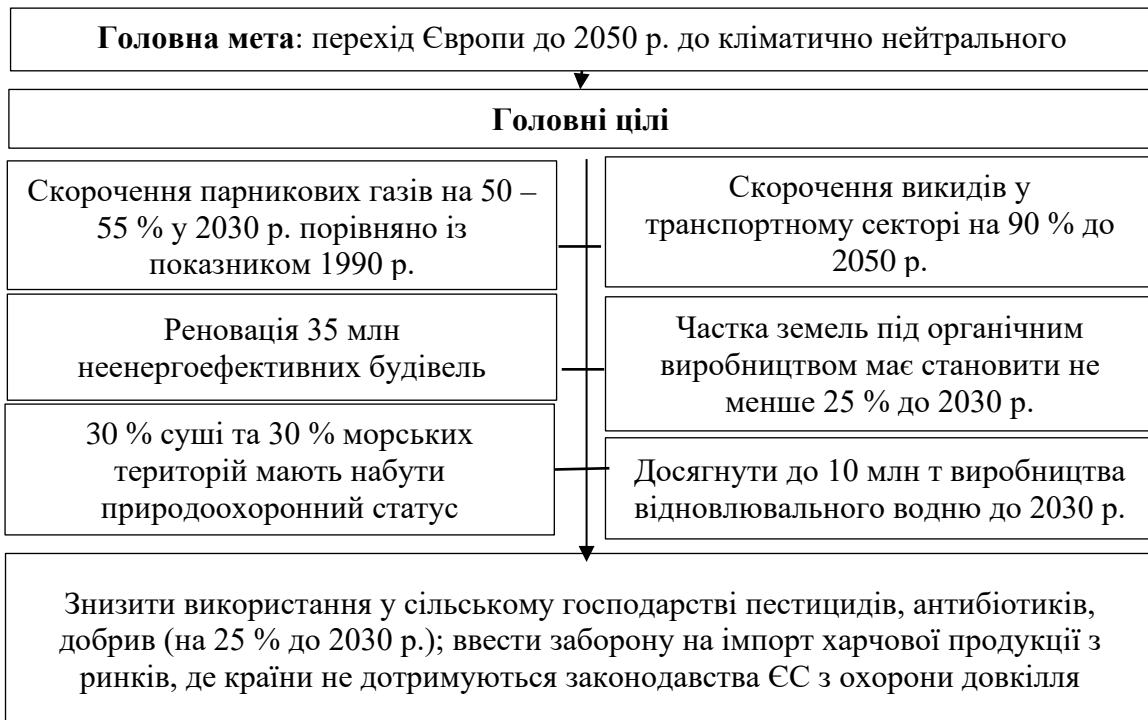 Головна мета: перехід Європи до 2050 р. до кліматично нейтрального
Головні цілі
Скорочення парникових газів на 50 –
55 % у 2030 р. порівняно із
показником 1990 р.
Скорочення викидів у
транспортному секторі на 90 % до
2050 р.
Реновація 35 млн
неенергоефективних будівель
Частка земель під органічним
виробництвом має становити не
менше 25 % до 2030 р.
30 % суші та 30 % морських
територій мають набути
природоохоронний статус
Досягнути до 10 млн т виробництва
відновлювального водню до 2030 р.
Знизити використання у сільському господарстві пестицидів, антибіотиків,
добрив (на 25 % до 2030 р.); ввести заборону на імпорт харчової продукції з
ринків, де країни не дотримуються законодавства ЄС з охорони довкілля